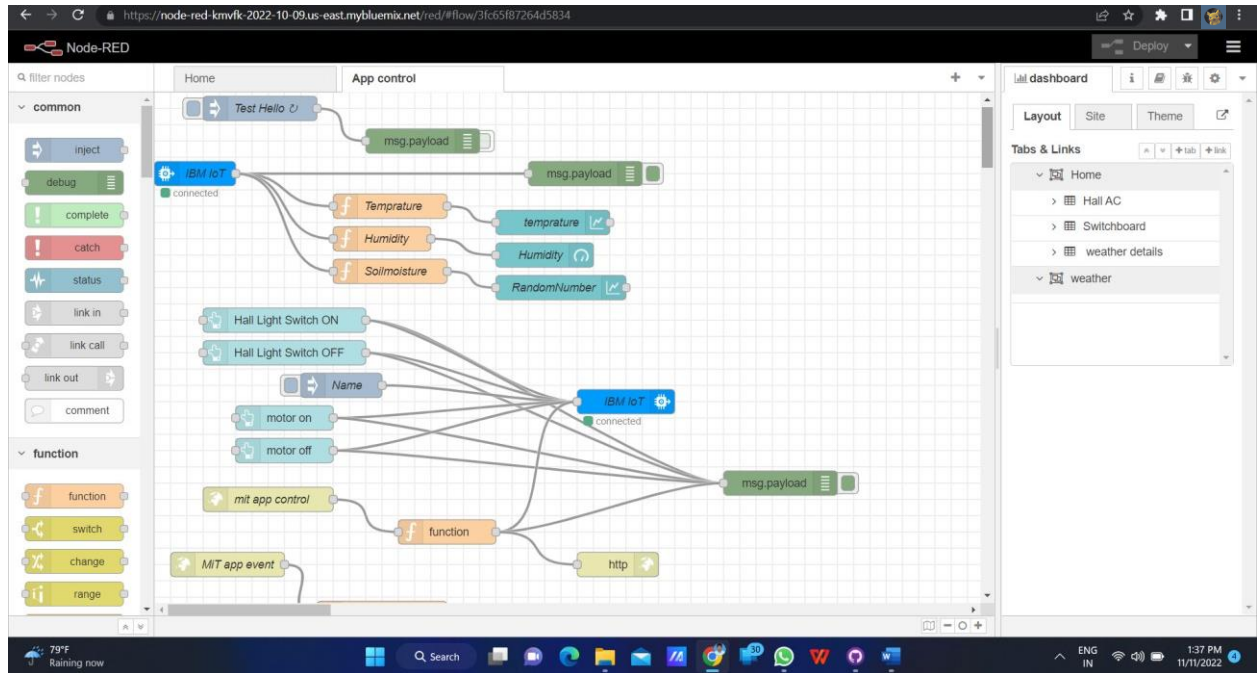 https://node-red-kmvfk-2022-10-09.us-east.mybluemix.net/red/#flow/3fc65f87264d5834
Node-RED
Deploy
filter nodes
Home
App control
dashboard
common
inject
debug
complete
catch
status
link in
link call
link out
comment
function
function
switch
change
range
Test Hello ↻
msg.payload
IBM IoT
connected
msg.payload
Temprature
temprature
Humidity
Humidity
Soilmoisture
RandomNumber
Hall Light Switch ON
Hall Light Switch OFF
Name
IBM IoT
connected
motor on
motor off
msg.payload
mit app control
function
MIT app event
http
Layout
Site
Theme
Tabs & Links
+tab
+link
Home
Hall AC
Switchboard
weather details
weather
79°F
Raining now
Search
30
ENG
IN
1:37 PM
11/11/2022
4